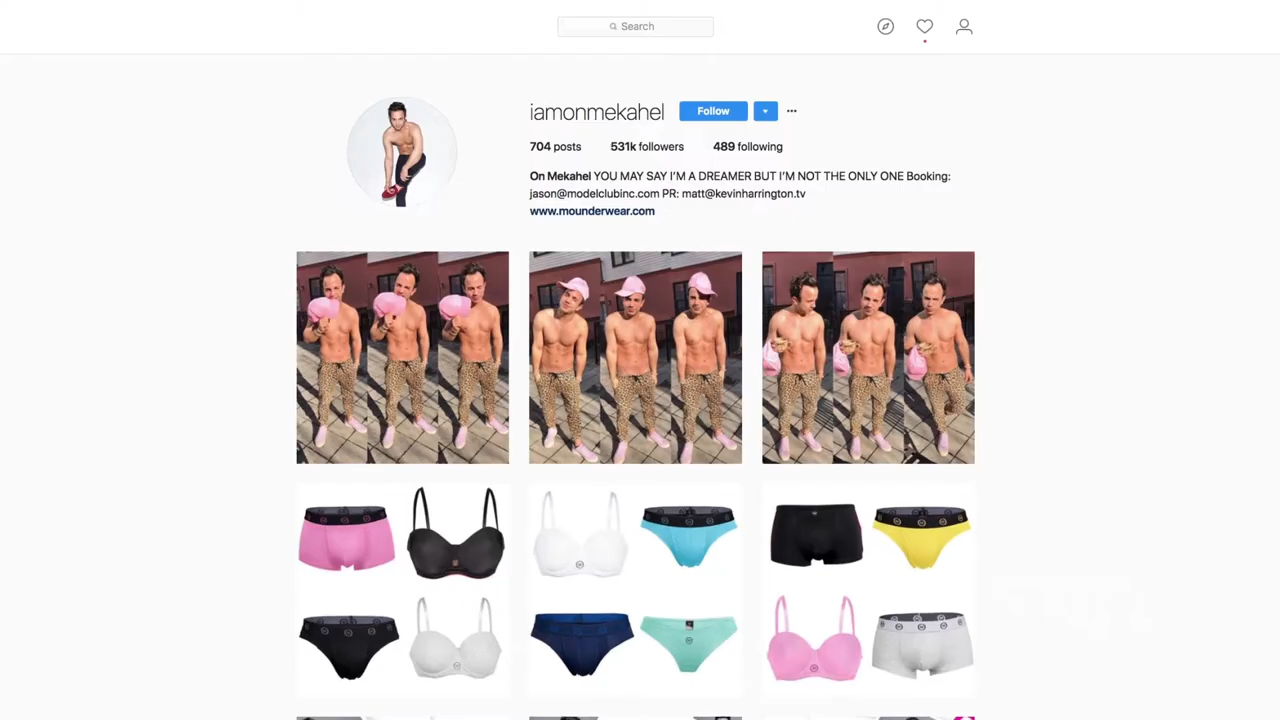 Search
iamonmekahel Follow
704 posts 531k followers 489 following
On Mekahel YOU MAY SAY I'M A DREAMER BUT I'M NOT THE ONLY ONE Booking:
jason@modelclubinc.com PR: matt@kevinharrington.tv
www.mounderwear.com